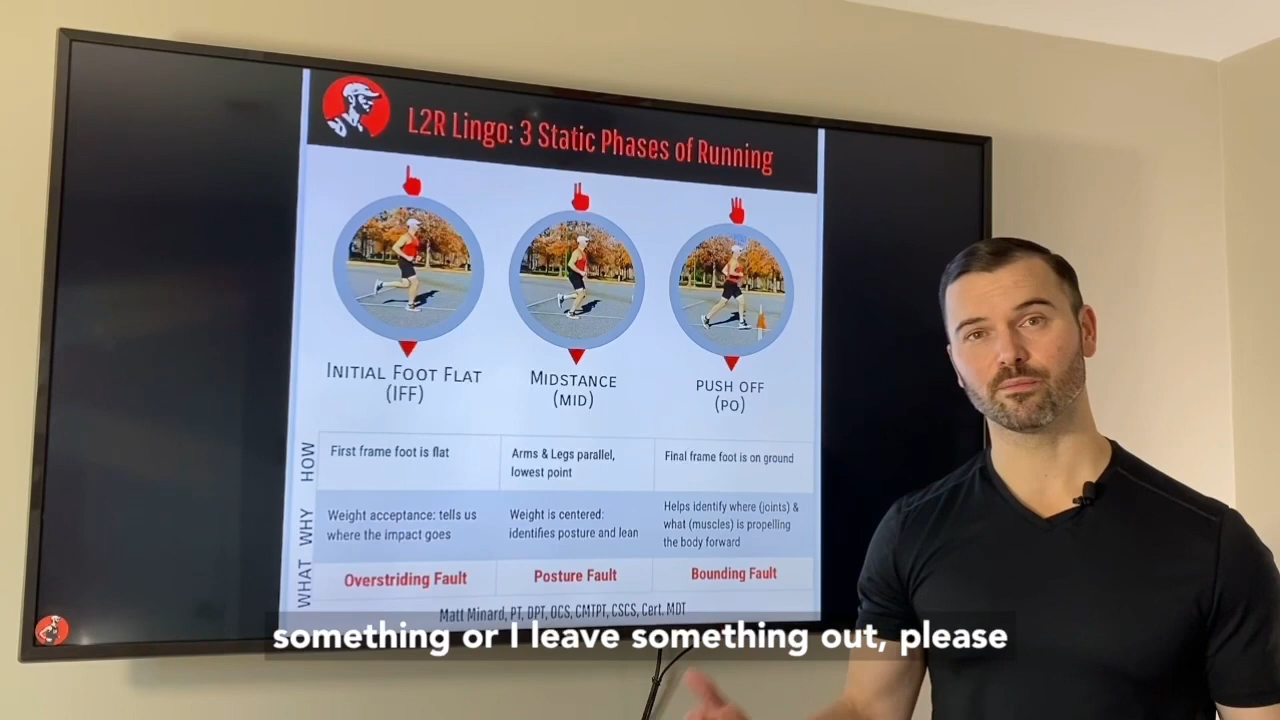 L2R Lingo: 3 Static Phases of Running
INITIAL FOOT FLAT
(IFF)
MIDSTANCE
(MID)
PUSH OFF
(PO)
HOW
First frame foot is flat
Arms & Legs parallel,
lowest point
Final frame foot is on ground
WHY
Weight acceptance: tells us
where the impact goes
Weight is centered:
identifies posture and lean
Helps identify where (joints) &
what (muscles) is propelling
the body forward
WHAT
Overstriding Fault
Posture Fault
Bounding Fault
Matt Minard, PT, DPT, OCS, CMTPT, CSCS, Cert. MDT
something or I leave something out, please